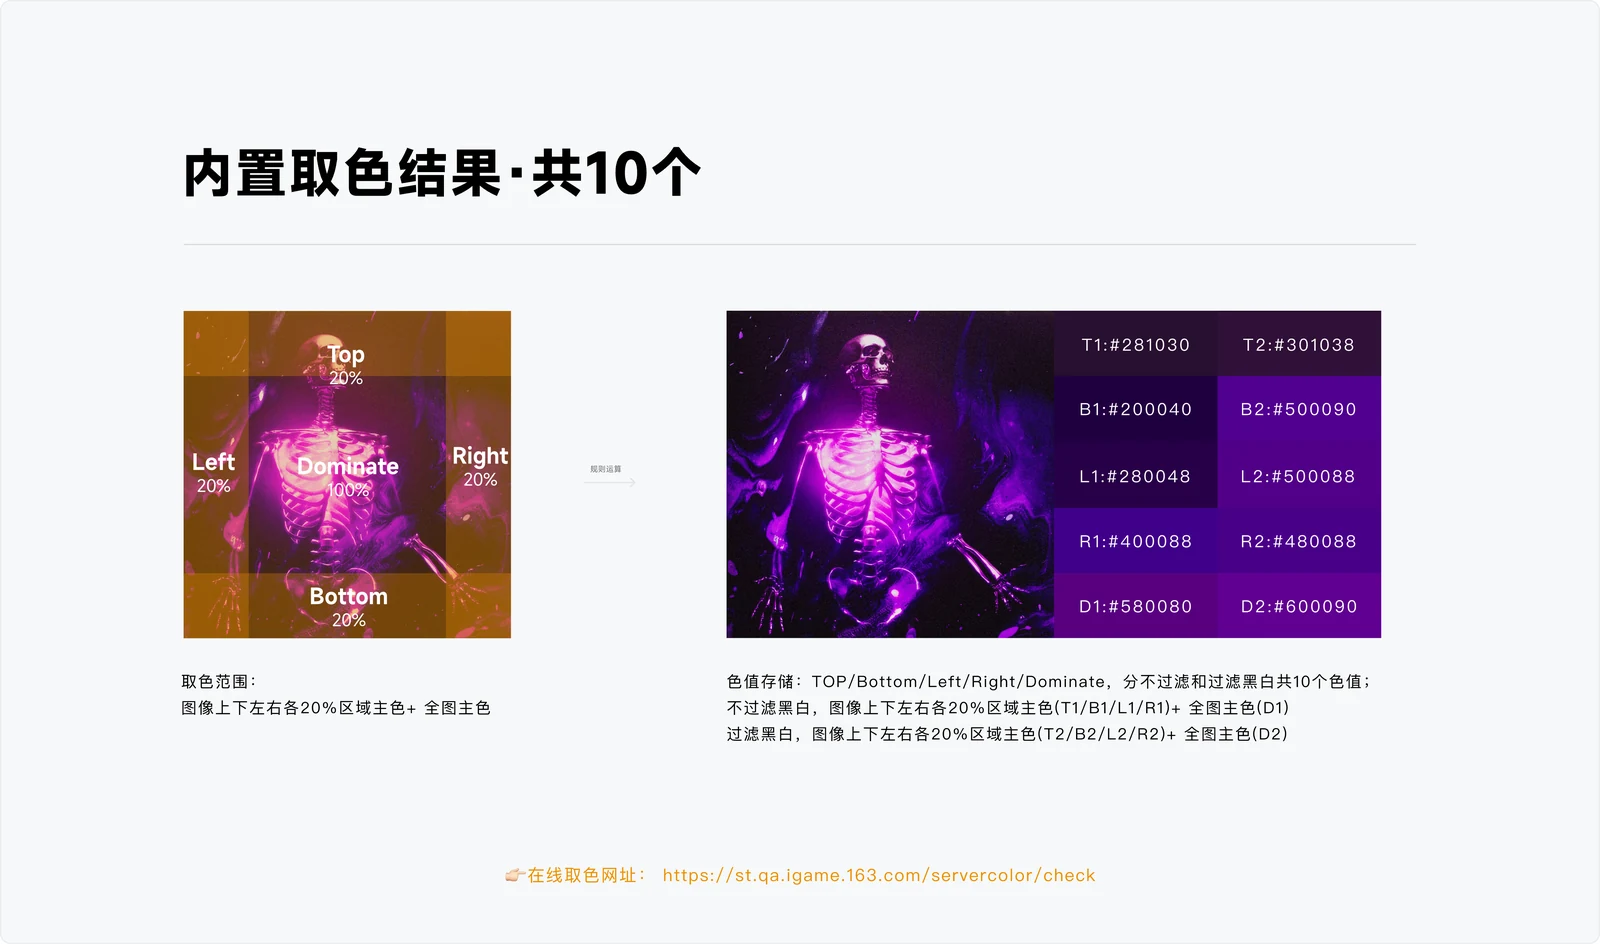 内置取色结果·共10个
Top
20%
Left
20%
Dominate
100%
Right
20%
Bottom
20%
规则运算
T1:#281030
T2:#301038
B1:#200040
B2:#500090
L1:#280048
L2:#500088
R1:#400088
R2:#480088
D1:#580080
D2:#600090
取色范围：
图像上下左右各20%区域主色+ 全图主色
色值存储：TOP/Bottom/Left/Right/Dominate，分不过滤和过滤黑白共10个色值；
不过滤黑白，图像上下左右各20%区域主色(T1/B1/L1/R1)+ 全图主色(D1)
过滤黑白，图像上下左右各20%区域主色(T2/B2/L2/R2)+ 全图主色(D2)
👉🏻在线取色网址： https://st.qa.igame.163.com/servercolor/check